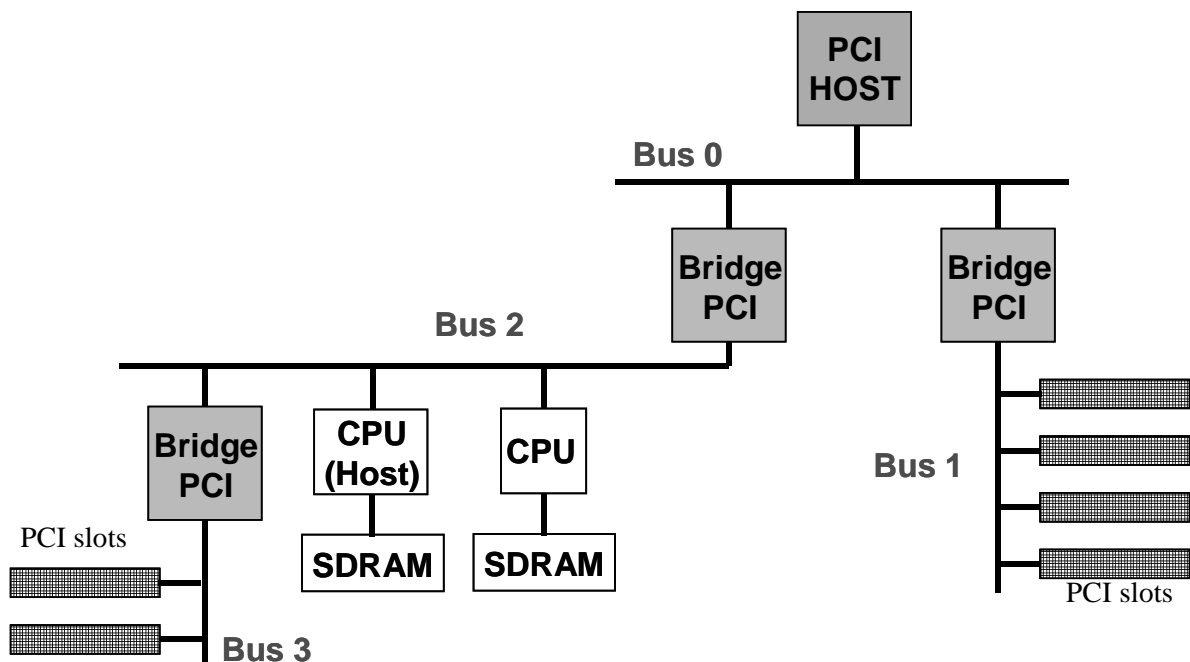 PCI
HOST
Bus 0
Bridge
PCI
Bridge
PCI
Bus 2
Bridge
PCI
CPU
(Host)
CPU
Bus 1
PCI slots
SDRAM
SDRAM
PCI slots
Bus 3